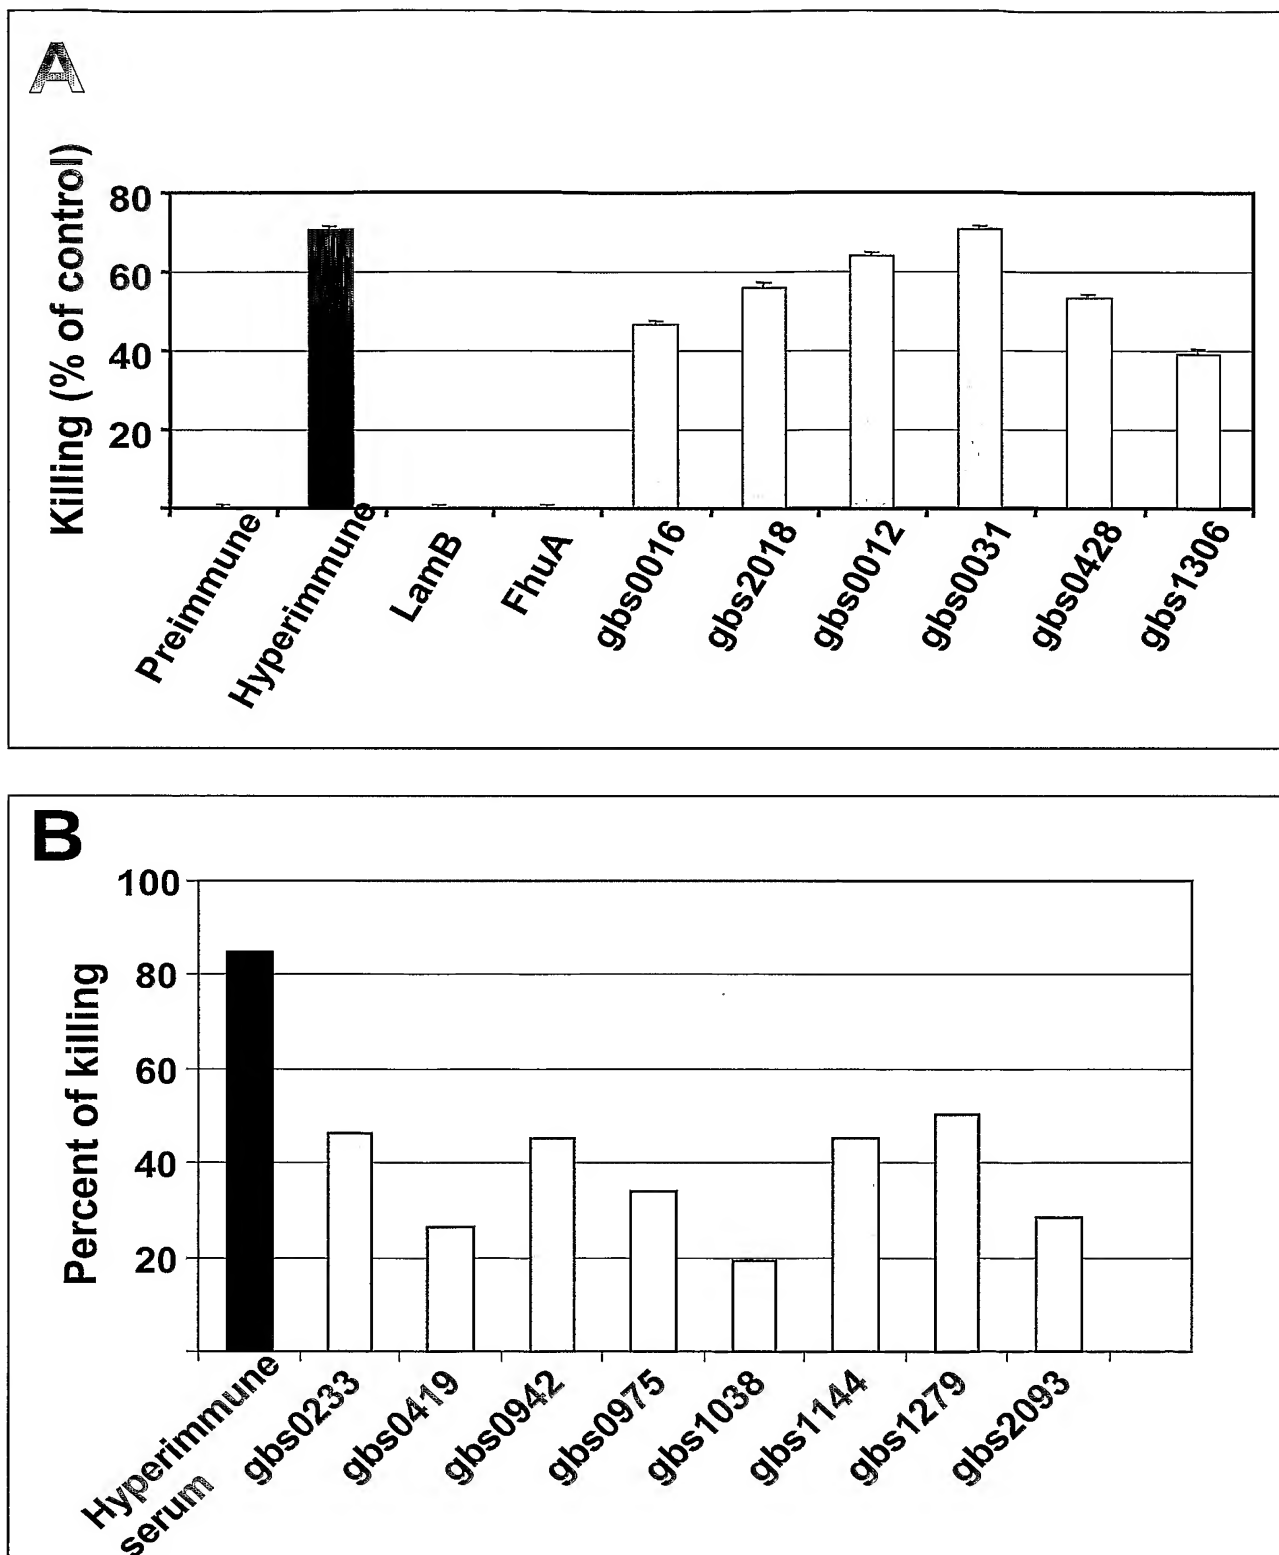 A
Killing (% of control)
80
60
40
20
Preimmune
Hyperimmune
LamB
FhuA
gbs0016
gbs2018
gbs0012
gbs0031
gbs0428
gbs1306
B
Percent of killing
100
80
60
40
20
Hyperimmune
serum
gbs0233
gbs0419
gbs0942
gbs0975
gbs1038
gbs1144
gbs1279
gbs2093